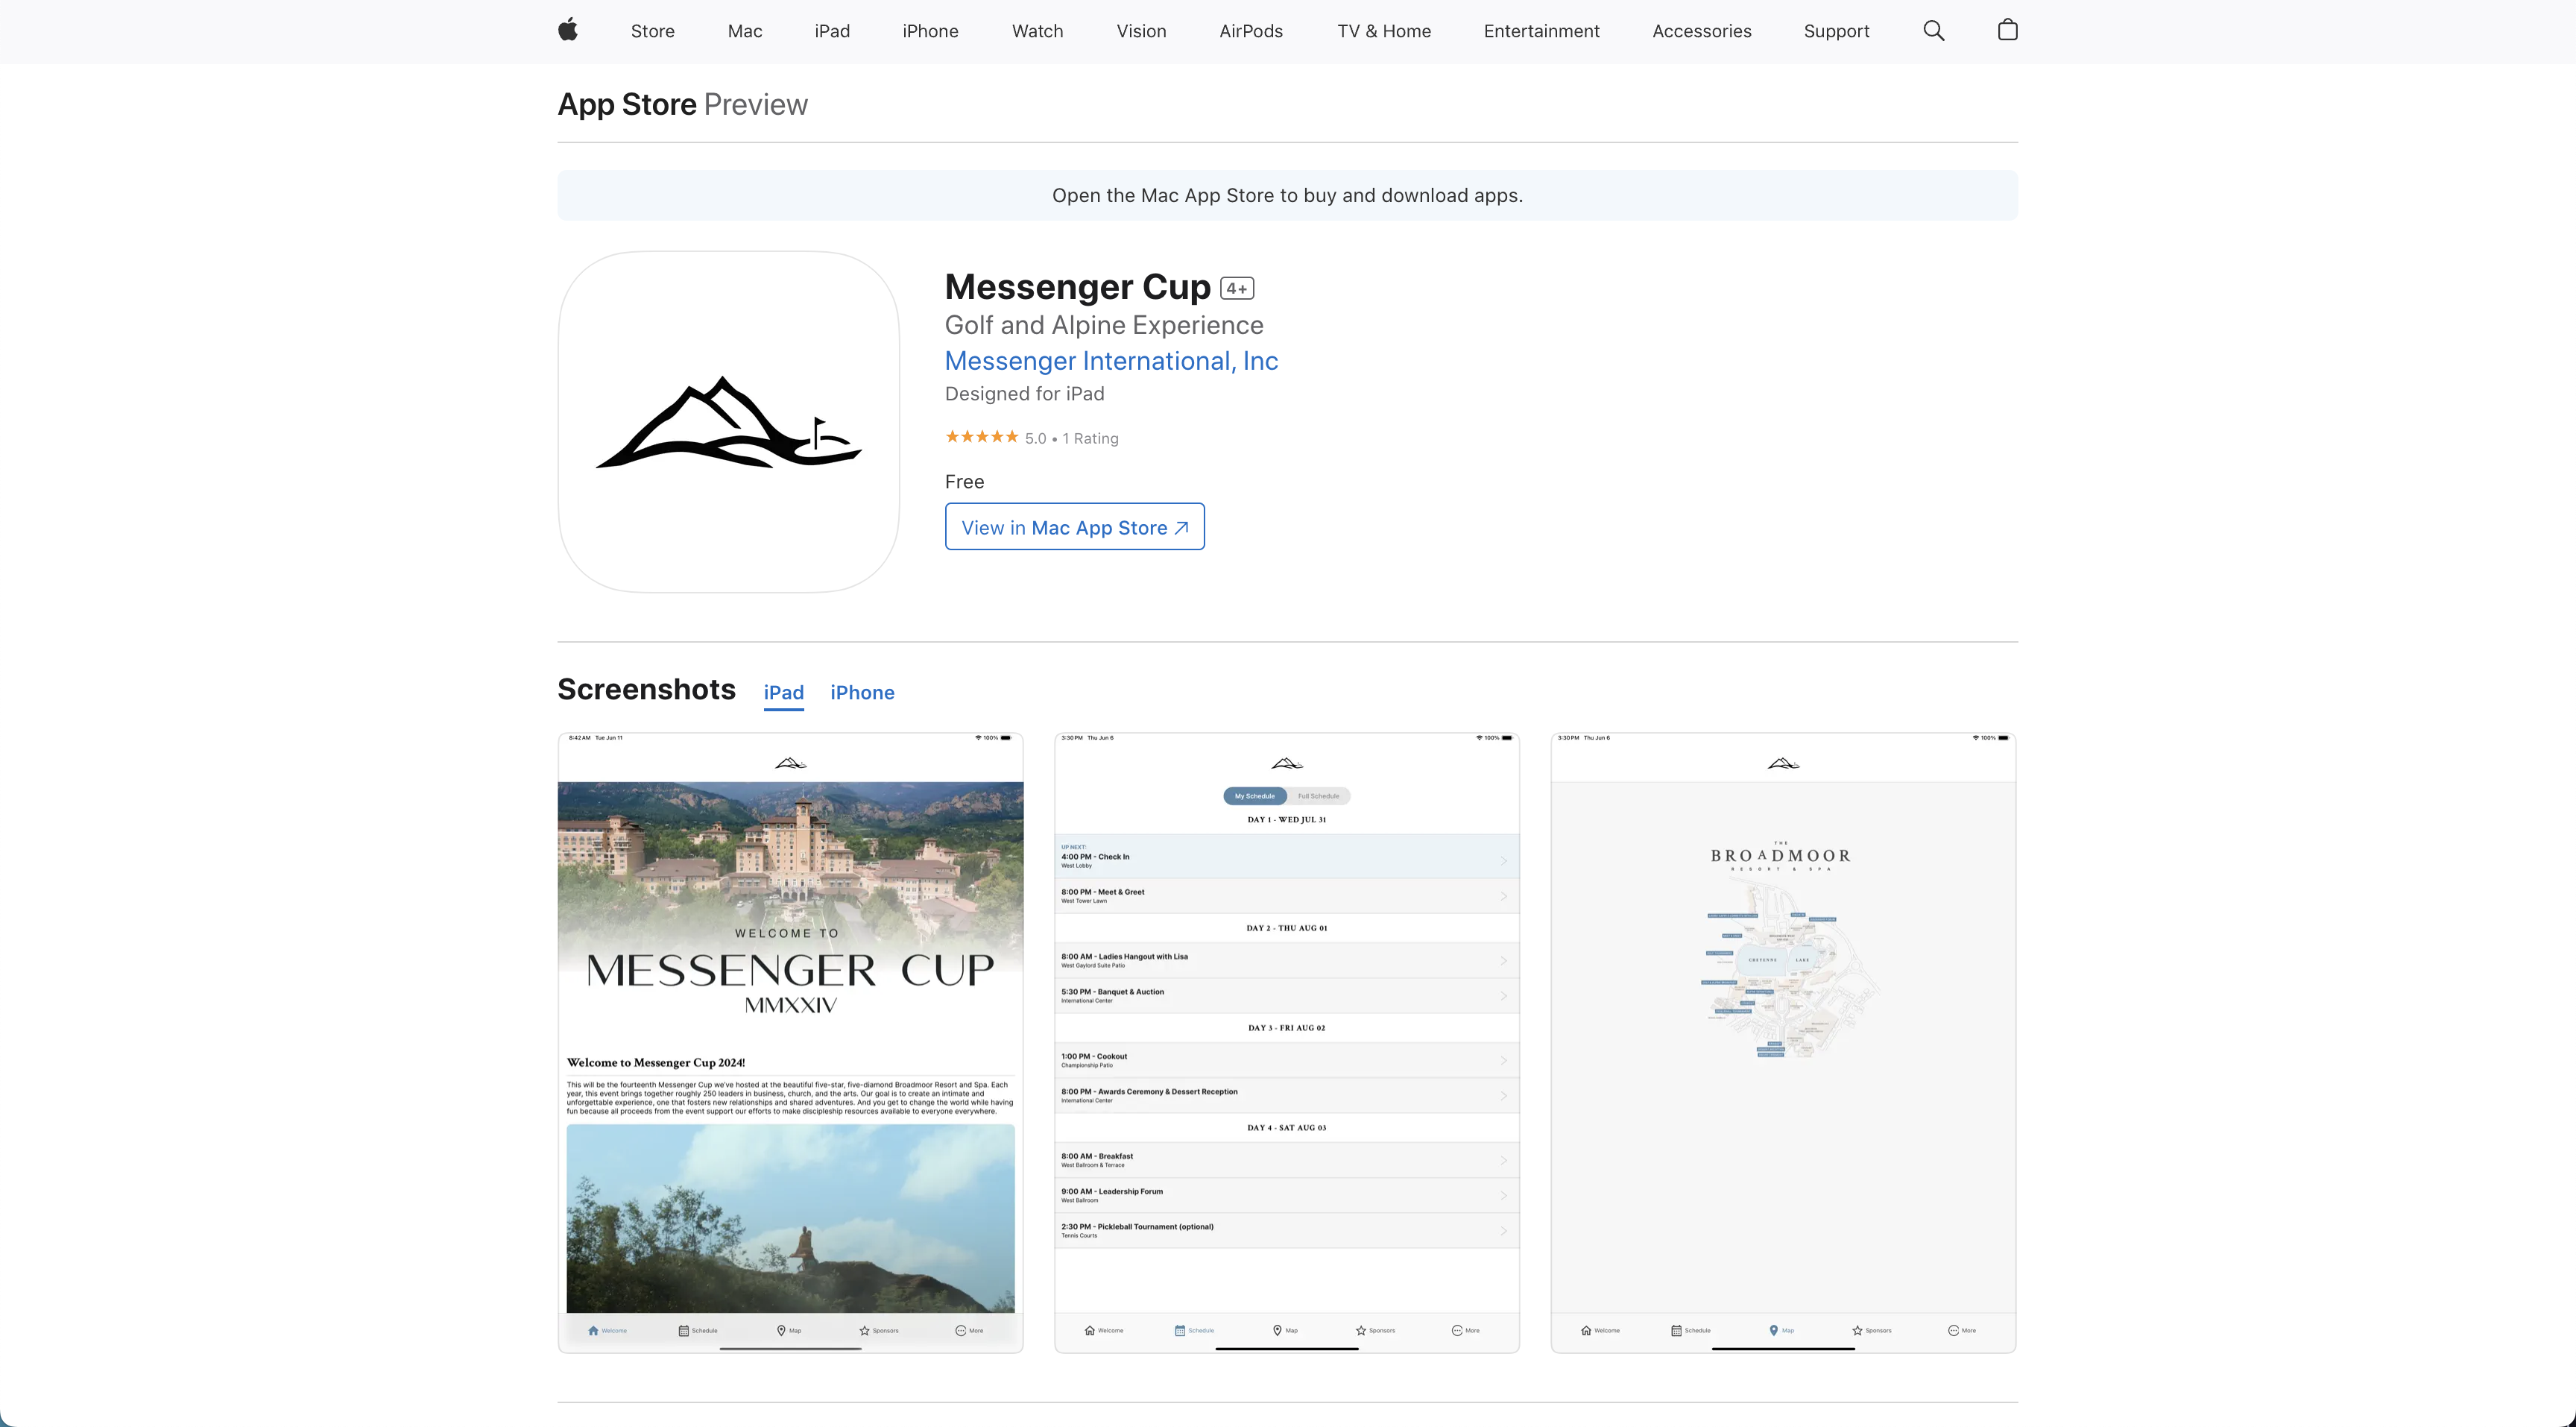 Store Mac iPad iPhone Watch Vision AirPods TV & Home Entertainment Accessories Support
App Store Preview
Open the Mac App Store to buy and download apps.
Messenger Cup 4+
Golf and Alpine Experience
Messenger International, Inc
Designed for iPad
5.0 • 1 Rating
Free
View in Mac App Store
Screenshots iPad iPhone
8:42 AM Tue Jun 11 100%
WELCOME TO
MESSENGER CUP
MMXXIV
Welcome to Messenger Cup 2024!
This will be the fourteenth Messenger Cup we've hosted at the beautiful five-star, five-diamond Broadmoor Resort and Spa. Each
year, this event brings together roughly 250 leaders in business, church, and the arts. Our goal is to create an intimate and
unforgettable experience, one that fosters new relationships and shared adventures. And you get to change the world while having
fun because all proceeds from the event support our efforts to make discipleship resources available to everyone everywhere.
Welcome Schedule Map Sponsors More
3:30 PM Thu Jun 6 100%
My Schedule Full Schedule
DAY 1 - WED JUL 31
UP NEXT:
4:00 PM - Check In
West Lobby
8:00 PM - Meet & Greet
West Tower Lawn
DAY 2 - THU AUG 01
8:00 AM - Ladies Hangout with Lisa
West Gaylord Suite Patio
5:30 PM - Banquet & Auction
International Center
DAY 3 - FRI AUG 02
1:00 PM - Cookout
Championship Patio
8:00 PM - Awards Ceremony & Dessert Reception
International Center
DAY 4 - SAT AUG 03
8:00 AM - Breakfast
West Ballroom & Terrace
9:00 AM - Leadership Forum
West Ballroom
2:30 PM - Pickleball Tournament (optional)
Tennis Courts
Welcome Schedule Map Sponsors More
3:30 PM Thu Jun 6 100%
THE
BROADMOOR
RESORT & SPA
CHEYENNE LAKE
Welcome Schedule Map Sponsors More